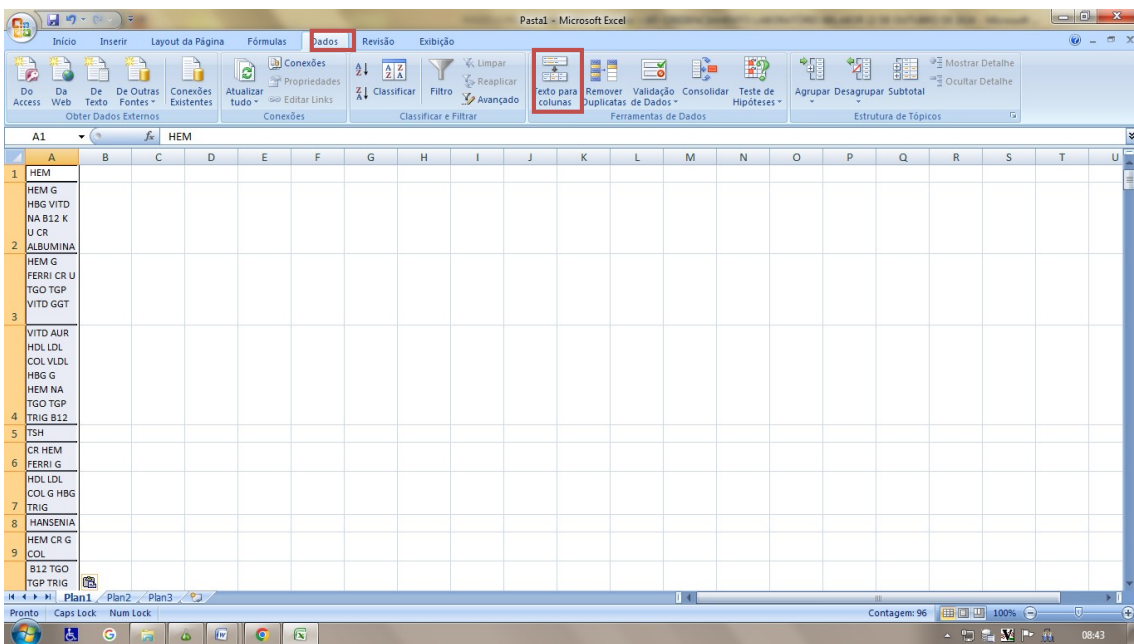 Pasta1 - Microsoft Excel
Início Inserir Layout da Página Fórmulas Dados Revisão Exibição
Do Access
Da Web
De Texto
De Outras Fontes
Conexões Existentes
Obter Dados Externos
Atualizar tudo
Conexões
Propriedades
Editar Links
Conexões
Classificar
Filtro
Limpar
Reaplicar
Avançado
Classificar e Filtrar
Texto para colunas
Remover Duplicatas
Validação de Dados
Consolidar
Teste de Hipóteses
Ferramentas de Dados
Agrupar
Desagrupar
Subtotal
Mostrar Detalhe
Ocultar Detalhe
Estrutura de Tópicos
A1 fx HEM
A B C D E F G H I J K L M N O P Q R S T U
1 HEM
HEM G
HBG VITD
NA B12 K
U CR
2 ALBUMINA
HEM G
FERRI CR U
TGO TGP
VITD GGT
3
VITD AUR
HDL LDL
COL VLDL
HBG G
HEM NA
TGO TGP
4 TRIG B12
5 TSH
CR HEM
6 FERRI G
HDL LDL
COL G HBG
7 TRIG
8 HANSENIA
HEM CR G
9 COL
B12 TGO
TGP TRIG
Plan1 Plan2 Plan3
Pronto Caps Lock Num Lock Contagem: 96 100%
08:43